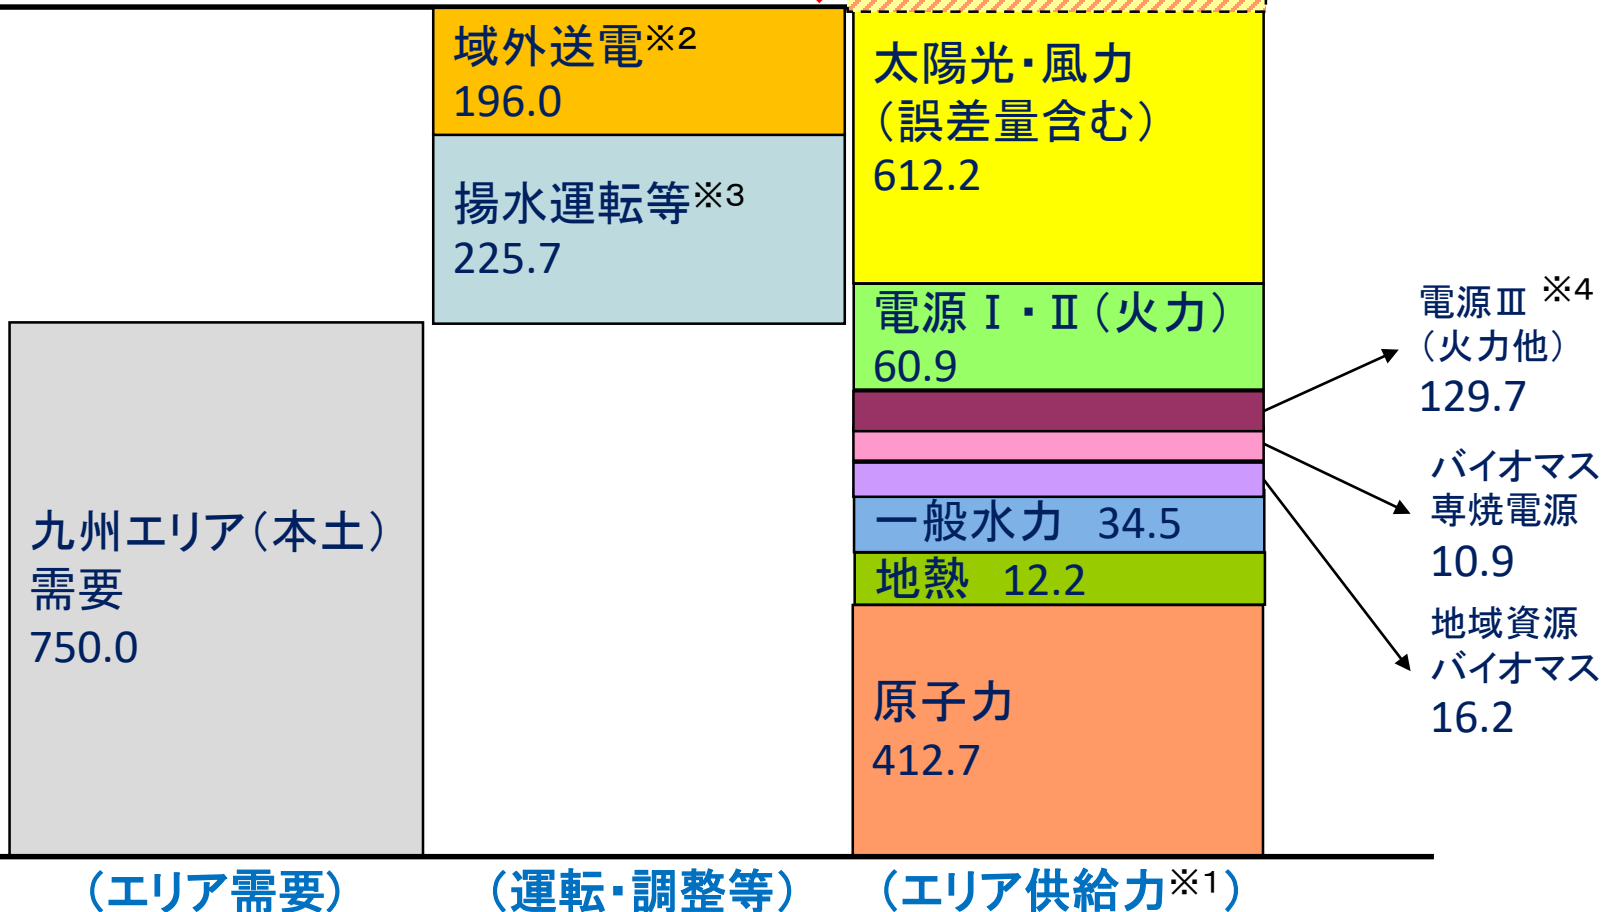 域外送電※2
196.0
揚水運転等※3
225.7
九州エリア(本土)
需要
750.0
太陽光・風力
(誤差量含む)
612.2
電源Ⅰ・Ⅱ(火力)
60.9
一般水力 34.5
地熱 12.2
原子力
412.7
電源Ⅲ ※4
(火力他)
129.7
バイオマス
専焼電源
10.9
地域資源
バイオマス
16.2
(エリア需要)
(運転・調整等)
(エリア供給力※1)